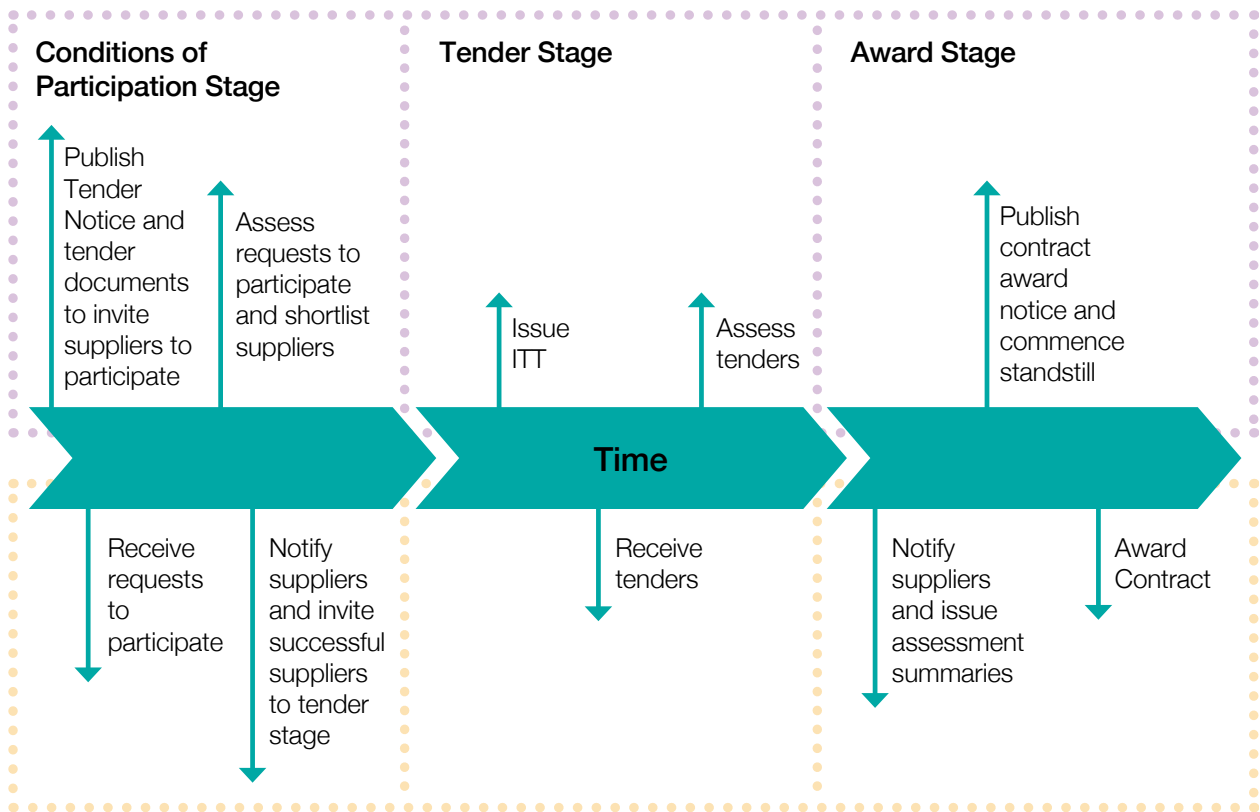 Conditions of
Participation Stage
Publish
Tender
Notice and
tender
documents
to invite
suppliers to
participate
Assess
requests to
participate
and shortlist
suppliers
Tender Stage
Issue
ITT
Assess
tenders
Award Stage
Publish
contract
award
notice and
commence
standstill
Time
Receive
requests
to
participate
Notify
suppliers
and invite
successful
suppliers
to tender
stage
Receive
tenders
Notify
suppliers
and issue
assessment
summaries
Award
Contract